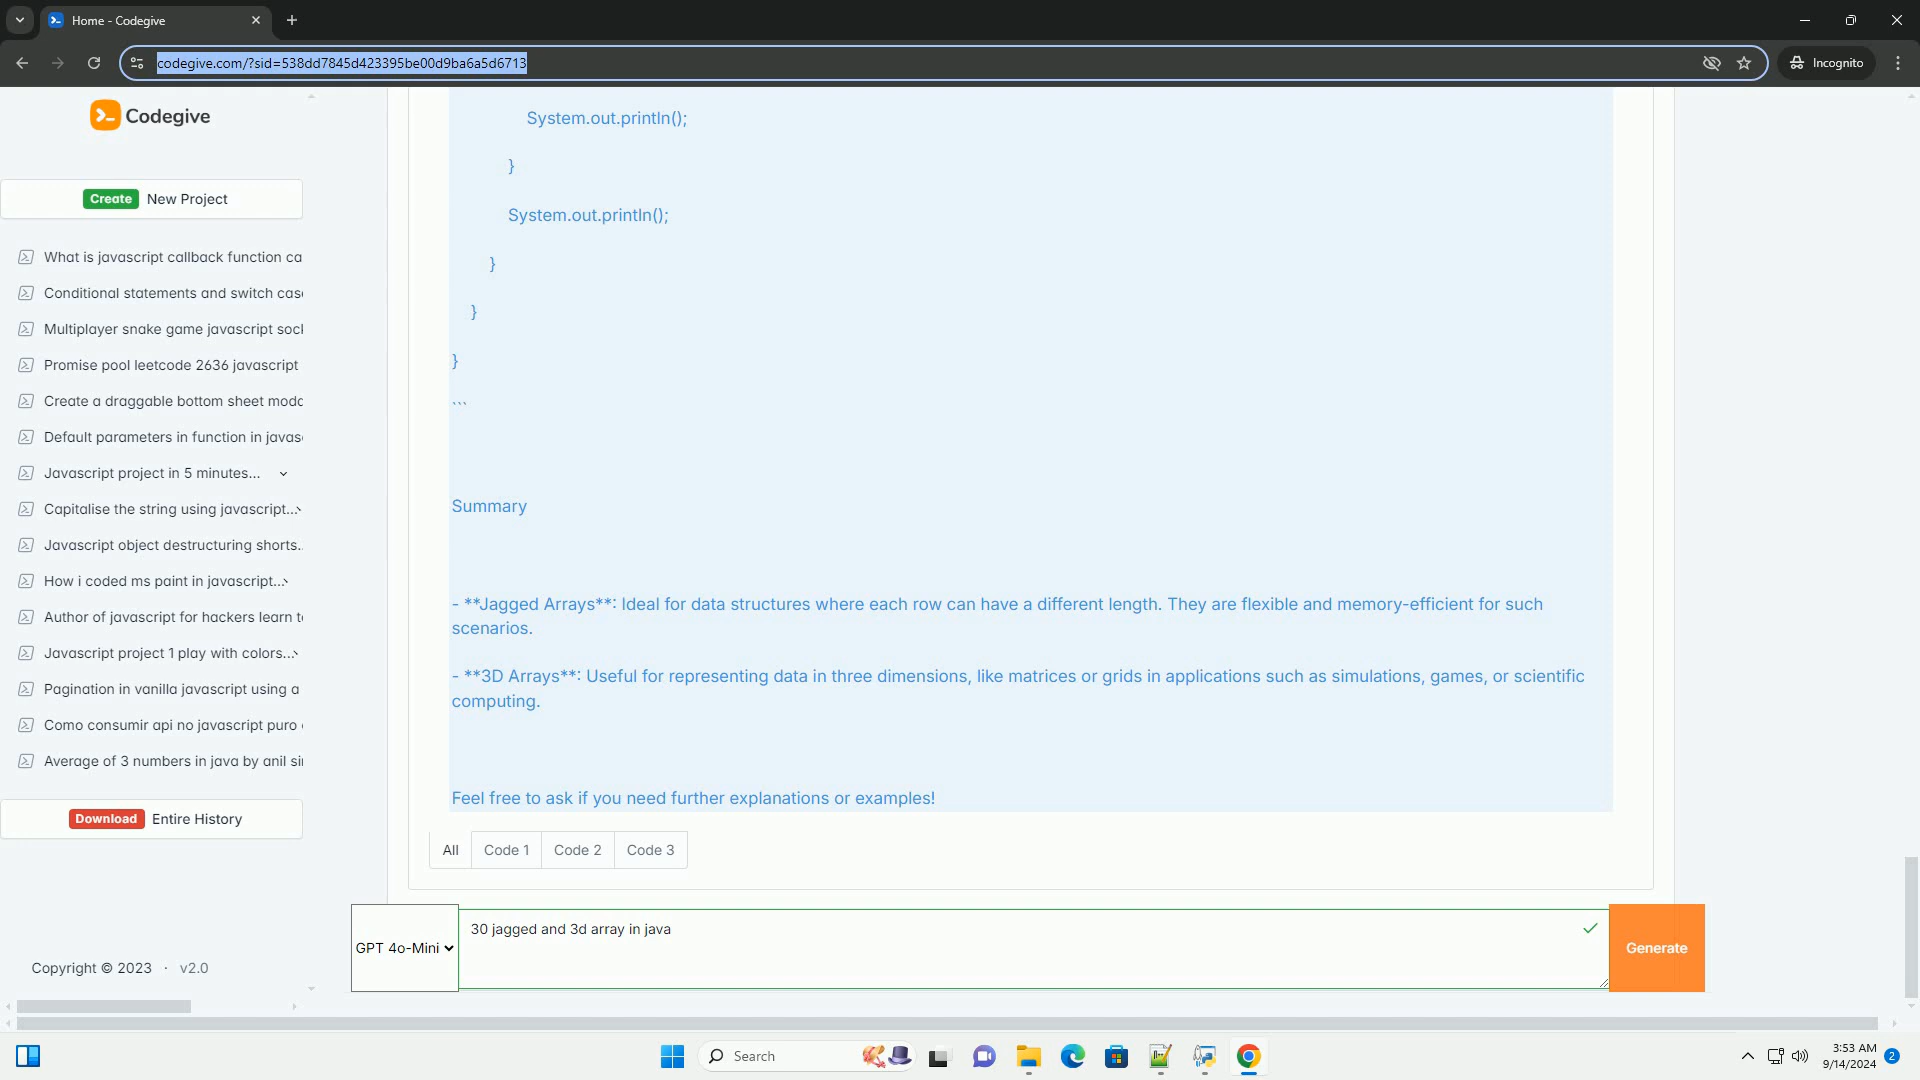 Home - Codegive
codegive.com/?sid=538dd7845d423395be00d9ba6a5d6713
Incognito
Codegive
Create New Project
What is javascript callback function ca
Conditional statements and switch case
Multiplayer snake game javascript sock
Promise pool leetcode 2636 javascript
Create a draggable bottom sheet moda
Default parameters in function in javas
Javascript project in 5 minutes...
Capitalise the string using javascript...
Javascript object destructuring shorts..
How i coded ms paint in javascript...
Author of javascript for hackers learn to
Javascript project 1 play with colors...
Pagination in vanilla javascript using a
Como consumir api no javascript puro
Average of 3 numbers in java by anil si
Download Entire History
Copyright © 2023 · v2.0
System.out.println();
}
System.out.println();
}
}
}
```
Summary
- **Jagged Arrays**: Ideal for data structures where each row can have a different length. They are flexible and memory-efficient for such
scenarios.
- **3D Arrays**: Useful for representing data in three dimensions, like matrices or grids in applications such as simulations, games, or scientific
computing.
Feel free to ask if you need further explanations or examples!
All Code 1 Code 2 Code 3
GPT 4o-Mini
30 jagged and 3d array in java
Generate
Search
3:53 AM
9/14/2024
2